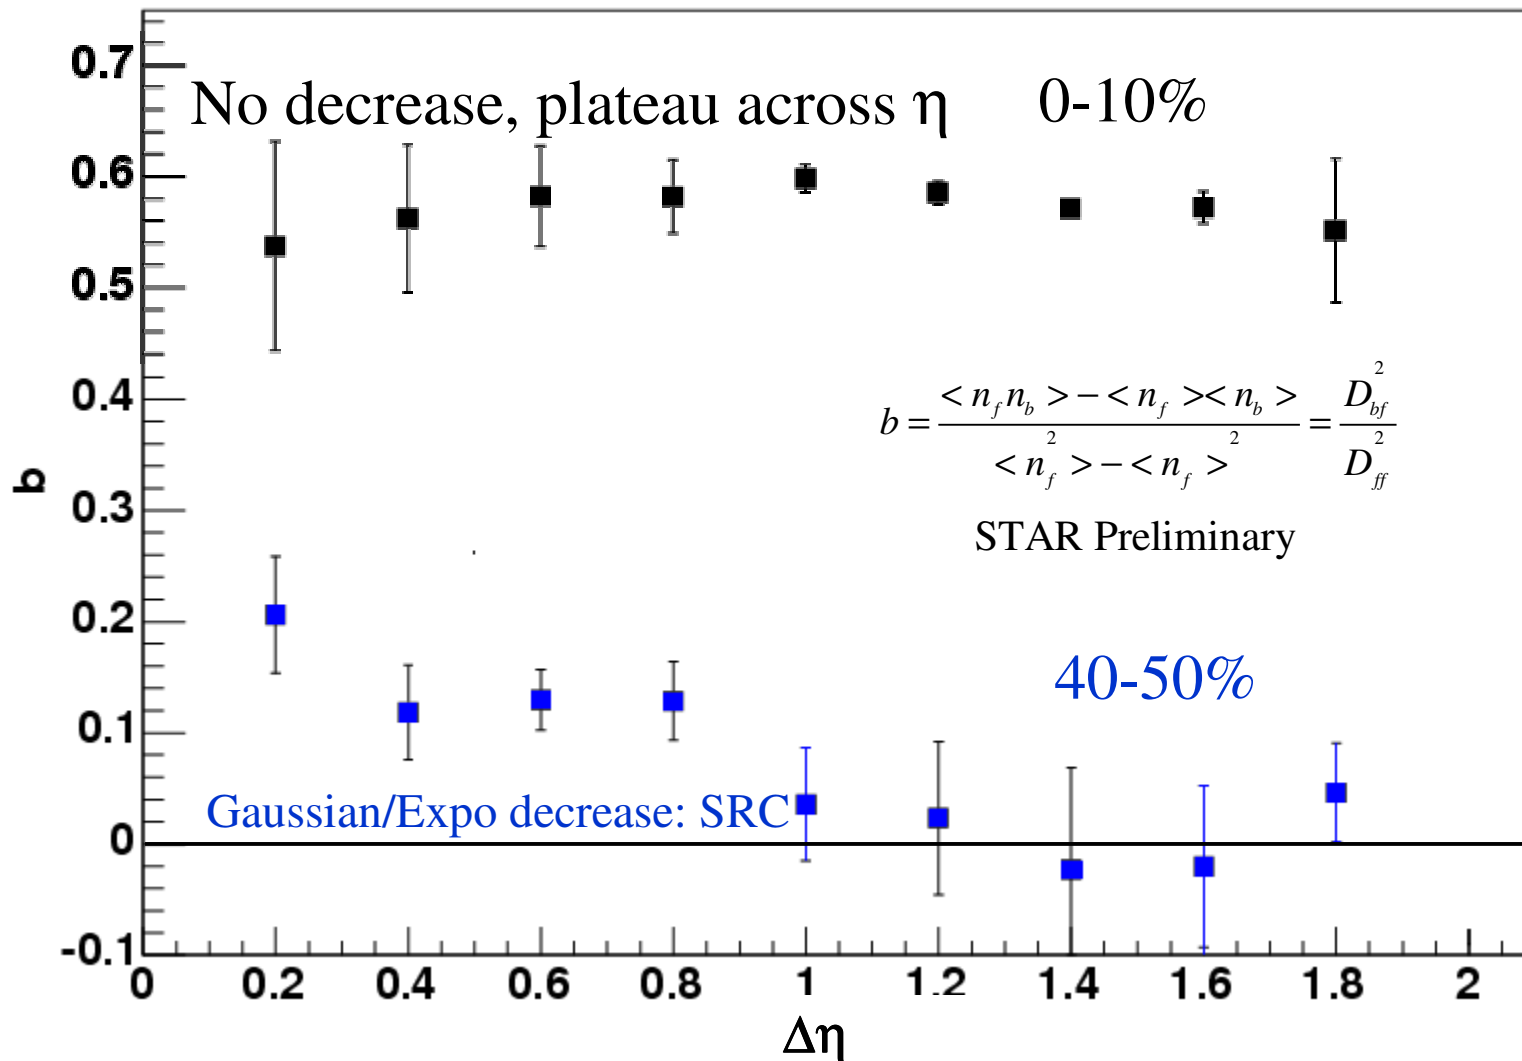 0.7
No decrease, plateau across η 0-10%
0.6
0.5
0.4
b = < n_f n_b > − < n_f >< n_b > / < n_f^2 > − < n_f >^2 = D_bf^2 / D_ff^2
b
0.3
STAR Preliminary
0.2
40-50%
0.1
Gaussian/Expo decrease: SRC
0
-0.1
0 0.2 0.4 0.6 0.8 1 1.2 1.4 1.6 1.8 2
Δη